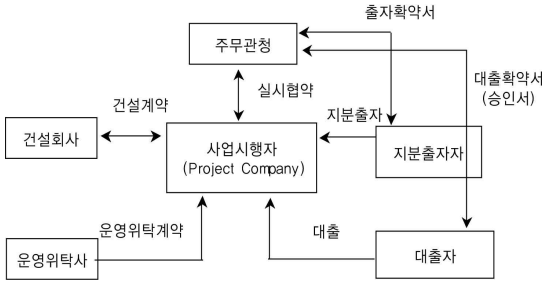 출자확약서
주무관청
대출확약서
(승인서)
실시협약
건설계약
지분출자
건설회사
사업시행자
(Project Company)
지분출자자
운영위탁계약
대출
운영위탁사
대출자